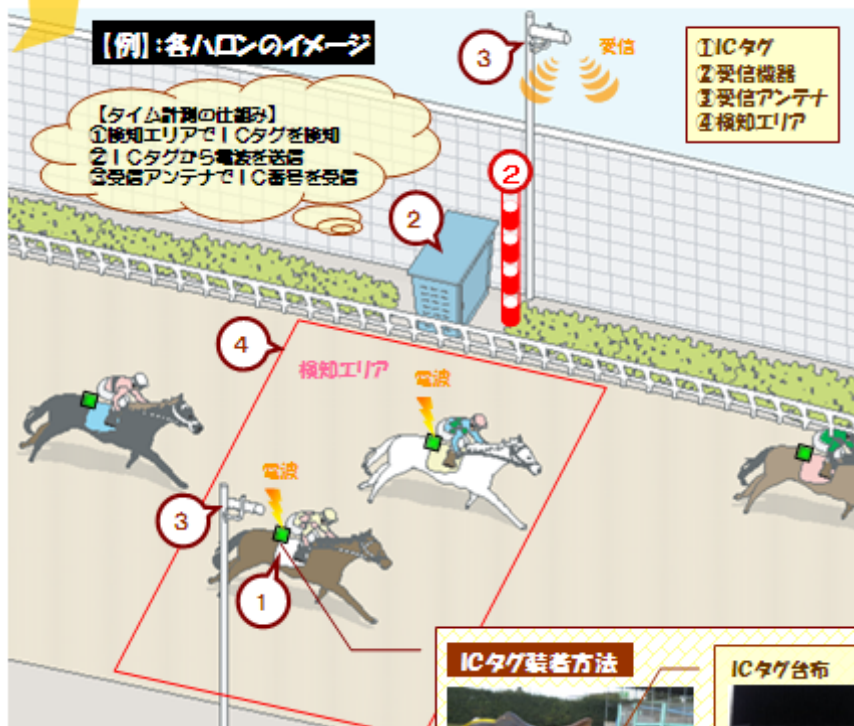 【例】:各ハロンのイメージ
③
受信
①ICタグ
②受信機器
③受信アンテナ
④検知エリア
【タイム計測の仕組み】
①検知エリアでICタグを検知
②ICタグから電波を送信
③受信アンテナでIC番号を受信
②
②
④
検知エリア
電波
電波
③
①
ICタグ装着方法
ICタグ台布